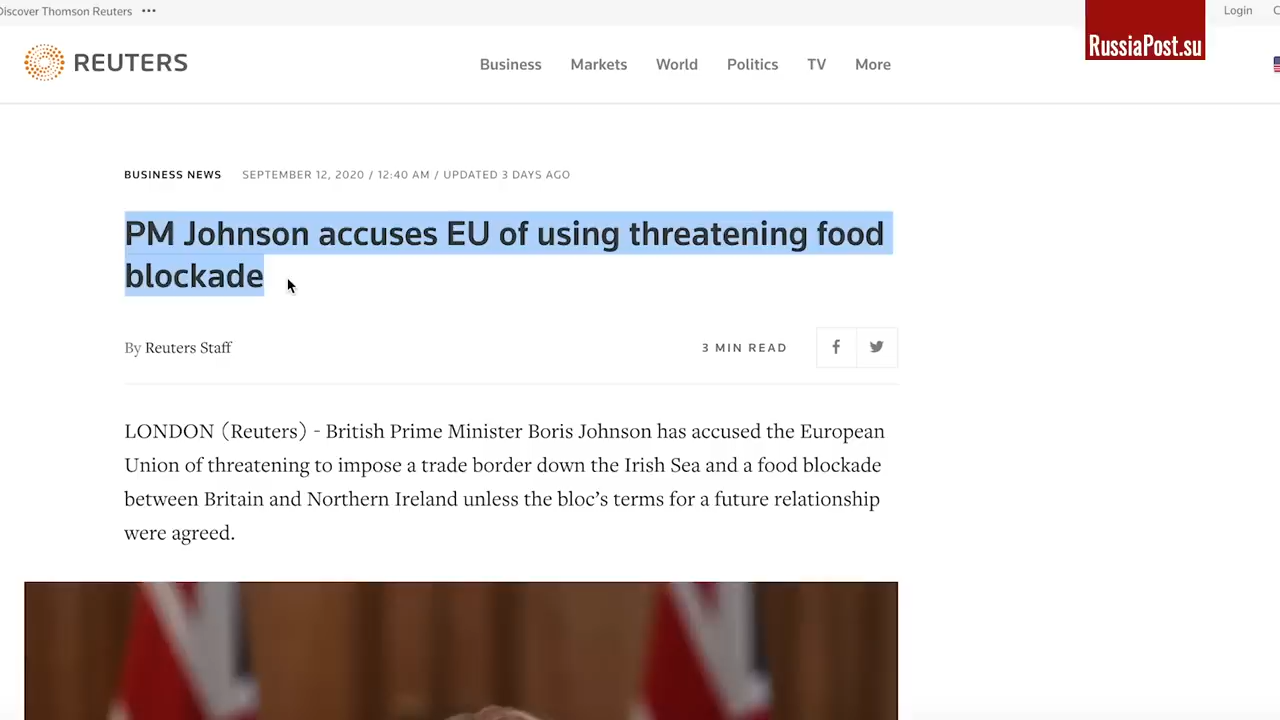 Discover Thomson Reuters •••
Login
RussiaPost.su
REUTERS
Business Markets World Politics TV More
BUSINESS NEWS SEPTEMBER 12, 2020 / 12:40 AM / UPDATED 3 DAYS AGO
PM Johnson accuses EU of using threatening food
blockade
By Reuters Staff
3 MIN READ
LONDON (Reuters) - British Prime Minister Boris Johnson has accused the European
Union of threatening to impose a trade border down the Irish Sea and a food blockade
between Britain and Northern Ireland unless the bloc’s terms for a future relationship
were agreed.